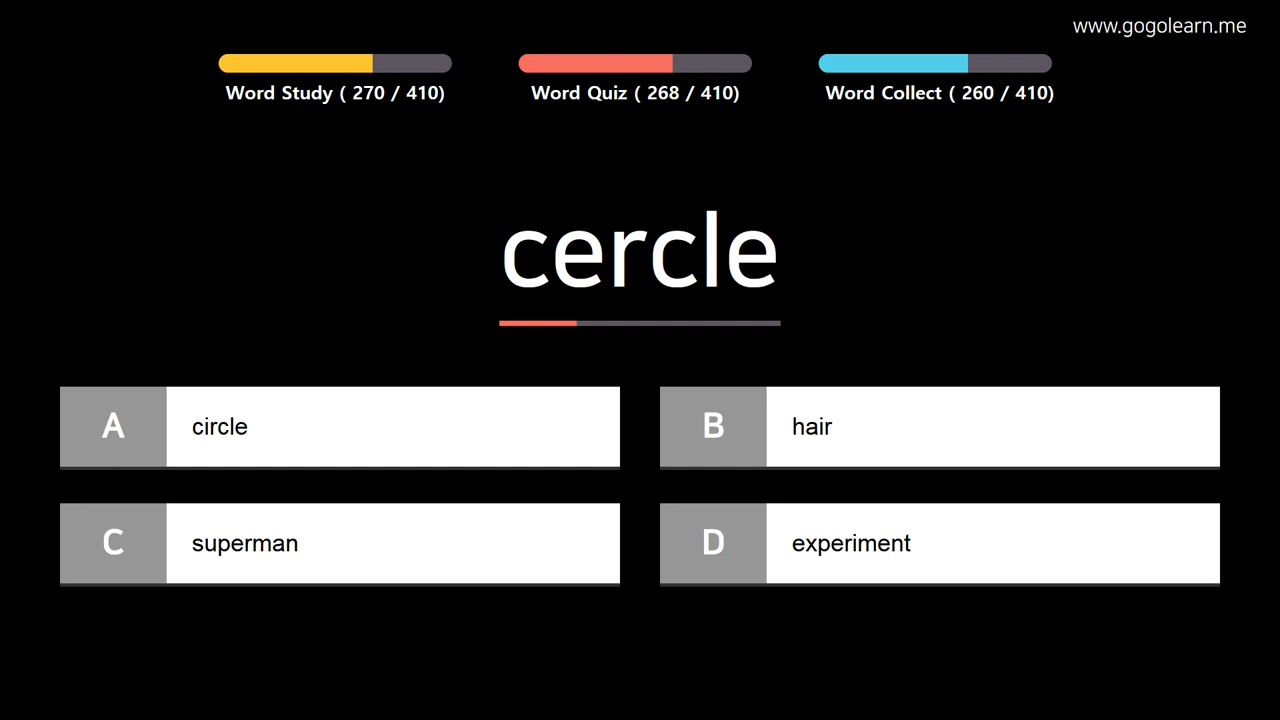 www.gogolearn.me
Word Study ( 270 / 410)
Word Quiz ( 268 / 410)
Word Collect ( 260 / 410)
cercle
A circle
B hair
C superman
D experiment